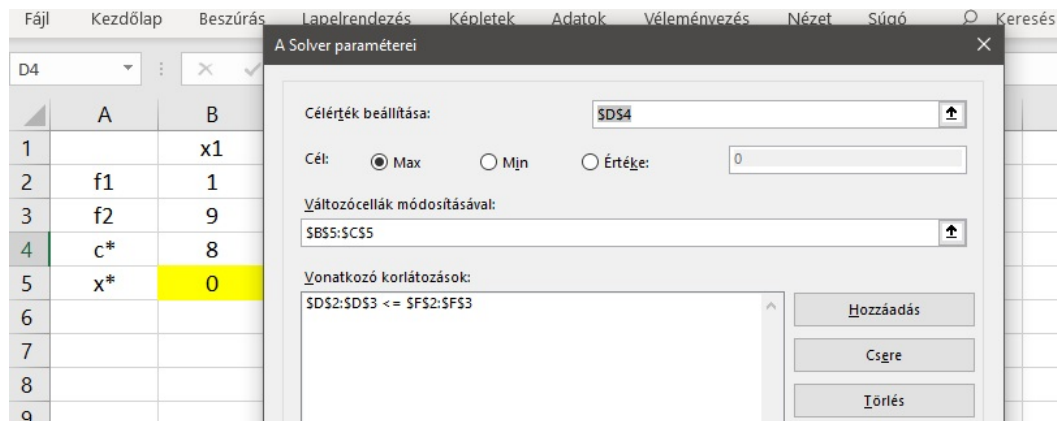 Fájl Kezdőlap Beszúrás Lapelrendezés Képletek Adatok Véleményezés Nézet Súgó Keresés
A Solver paraméterei
D4
Célérték beállítása: $D$4
A B
1 x1
Cél: Max Min Értéke: 0
2 f1 1
Változócellák módosításával:
3 f2 9
$B$5:$C$5
4 c* 8
Vonatkozó korlátozások:
5 x* 0
$D$2:$D$3 <= $F$2:$F$3
Hozzáadás
6
7
Csere
8
Törlés
9